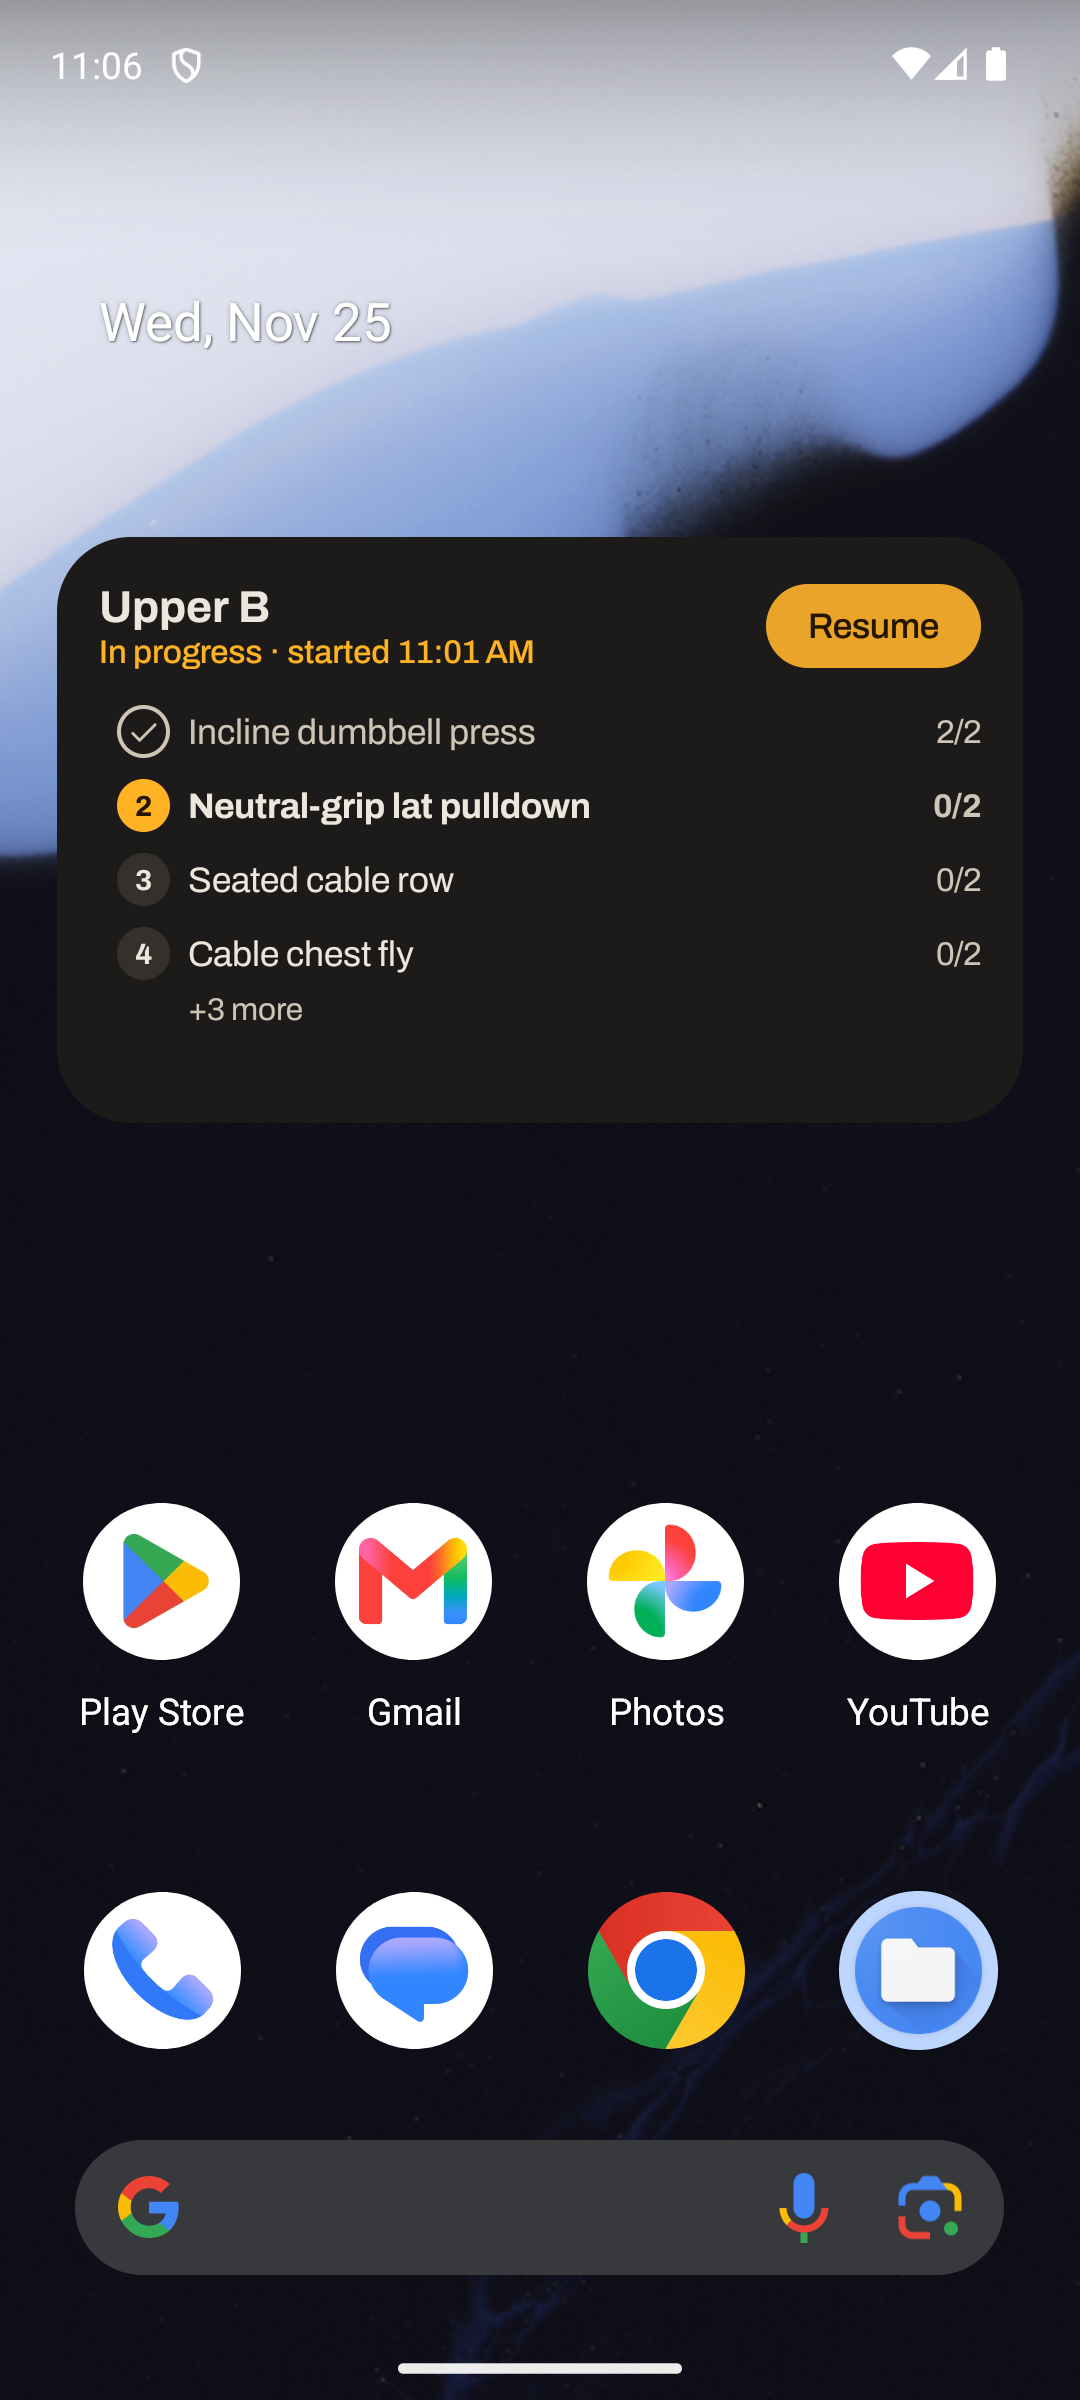 11:06
Wed, Nov 25
Upper B
In progress · started 11:01 AM
Resume
Incline dumbbell press 2/2
2 Neutral-grip lat pulldown 0/2
3 Seated cable row 0/2
4 Cable chest fly 0/2
+3 more
Play Store Gmail Photos YouTube